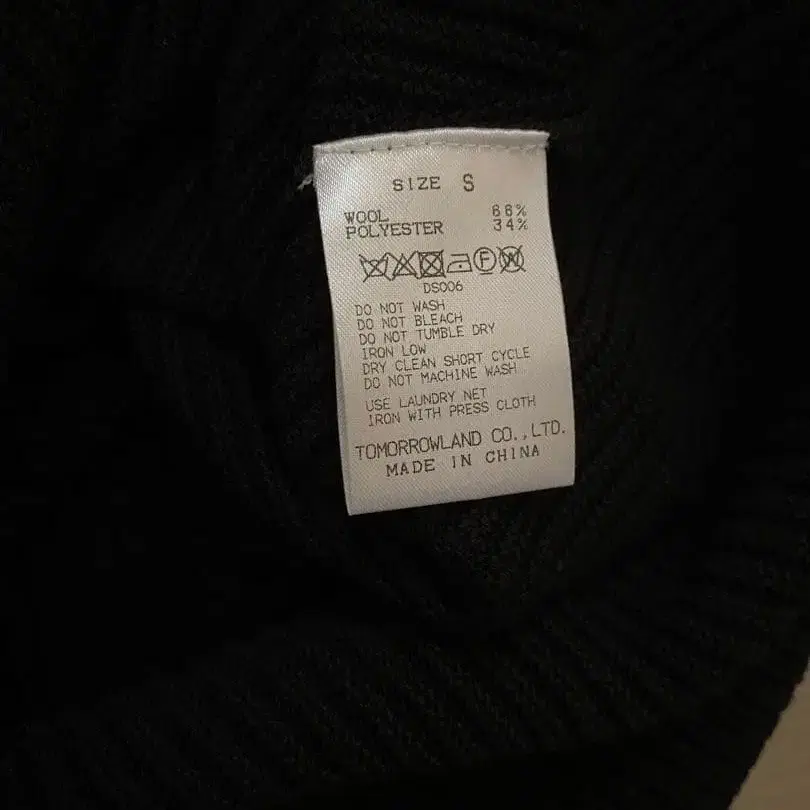 SIZE S
WOOL 66%
POLYESTER 34%
DS006
DO NOT WASH
DO NOT BLEACH
DO NOT TUMBLE DRY
IRON LOW
DRY CLEAN SHORT CYCLE
DO NOT MACHINE WASH
USE LAUNDRY NET
IRON WITH PRESS CLOTH
TOMORROWLAND CO.,LTD.
MADE IN CHINA